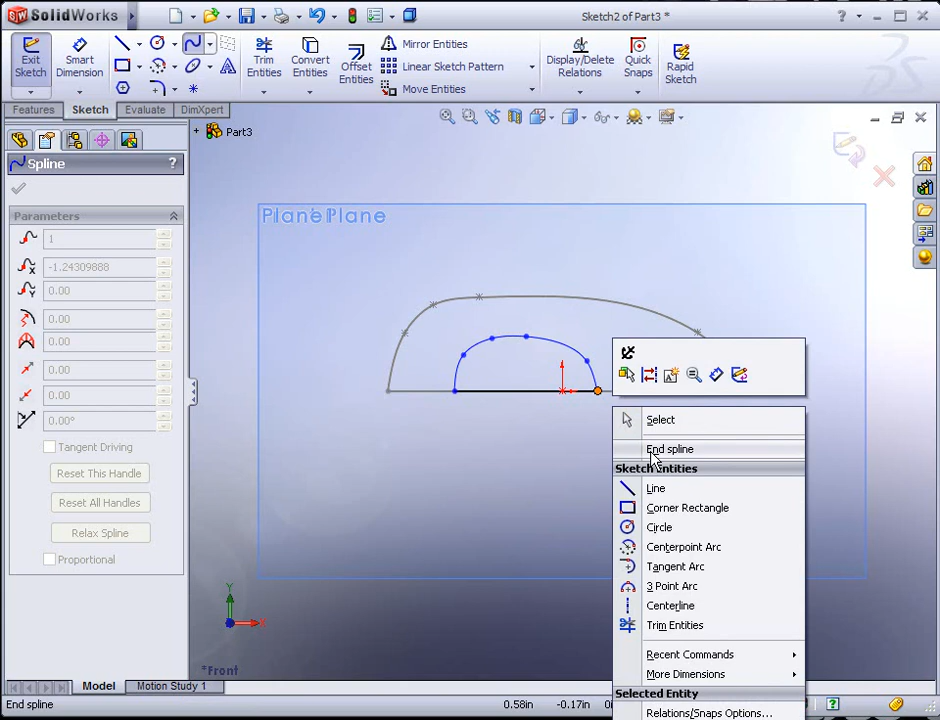 SolidWorks
Sketch2 of Part3
Exit
Sketch
Smart
Dimension
Trim
Entities
Convert
Entities
Offset
Entities
Mirror Entities
Linear Sketch Pattern
Move Entities
Display/Delete
Relations
Quick
Snaps
Rapid
Sketch
Features
Sketch
Evaluate
DimXpert
Part3
Spline
?
Parameters
1
-1.24309888
0.00
0.00
0.00
0.00
0.00
0.00°
Tangent Driving
Reset This Handle
Reset All Handles
Relax Spline
Proportional
Plane
Plane
Select
End spline
Sketch Entities
Line
Corner Rectangle
Circle
Centerpoint Arc
Tangent Arc
3 Point Arc
Centerline
Trim Entities
Recent Commands
More Dimensions
Selected Entity
Relations/Snaps Options...
Y
X
*Front
Model
Motion Study 1
End spline
0.58in
-0.17in